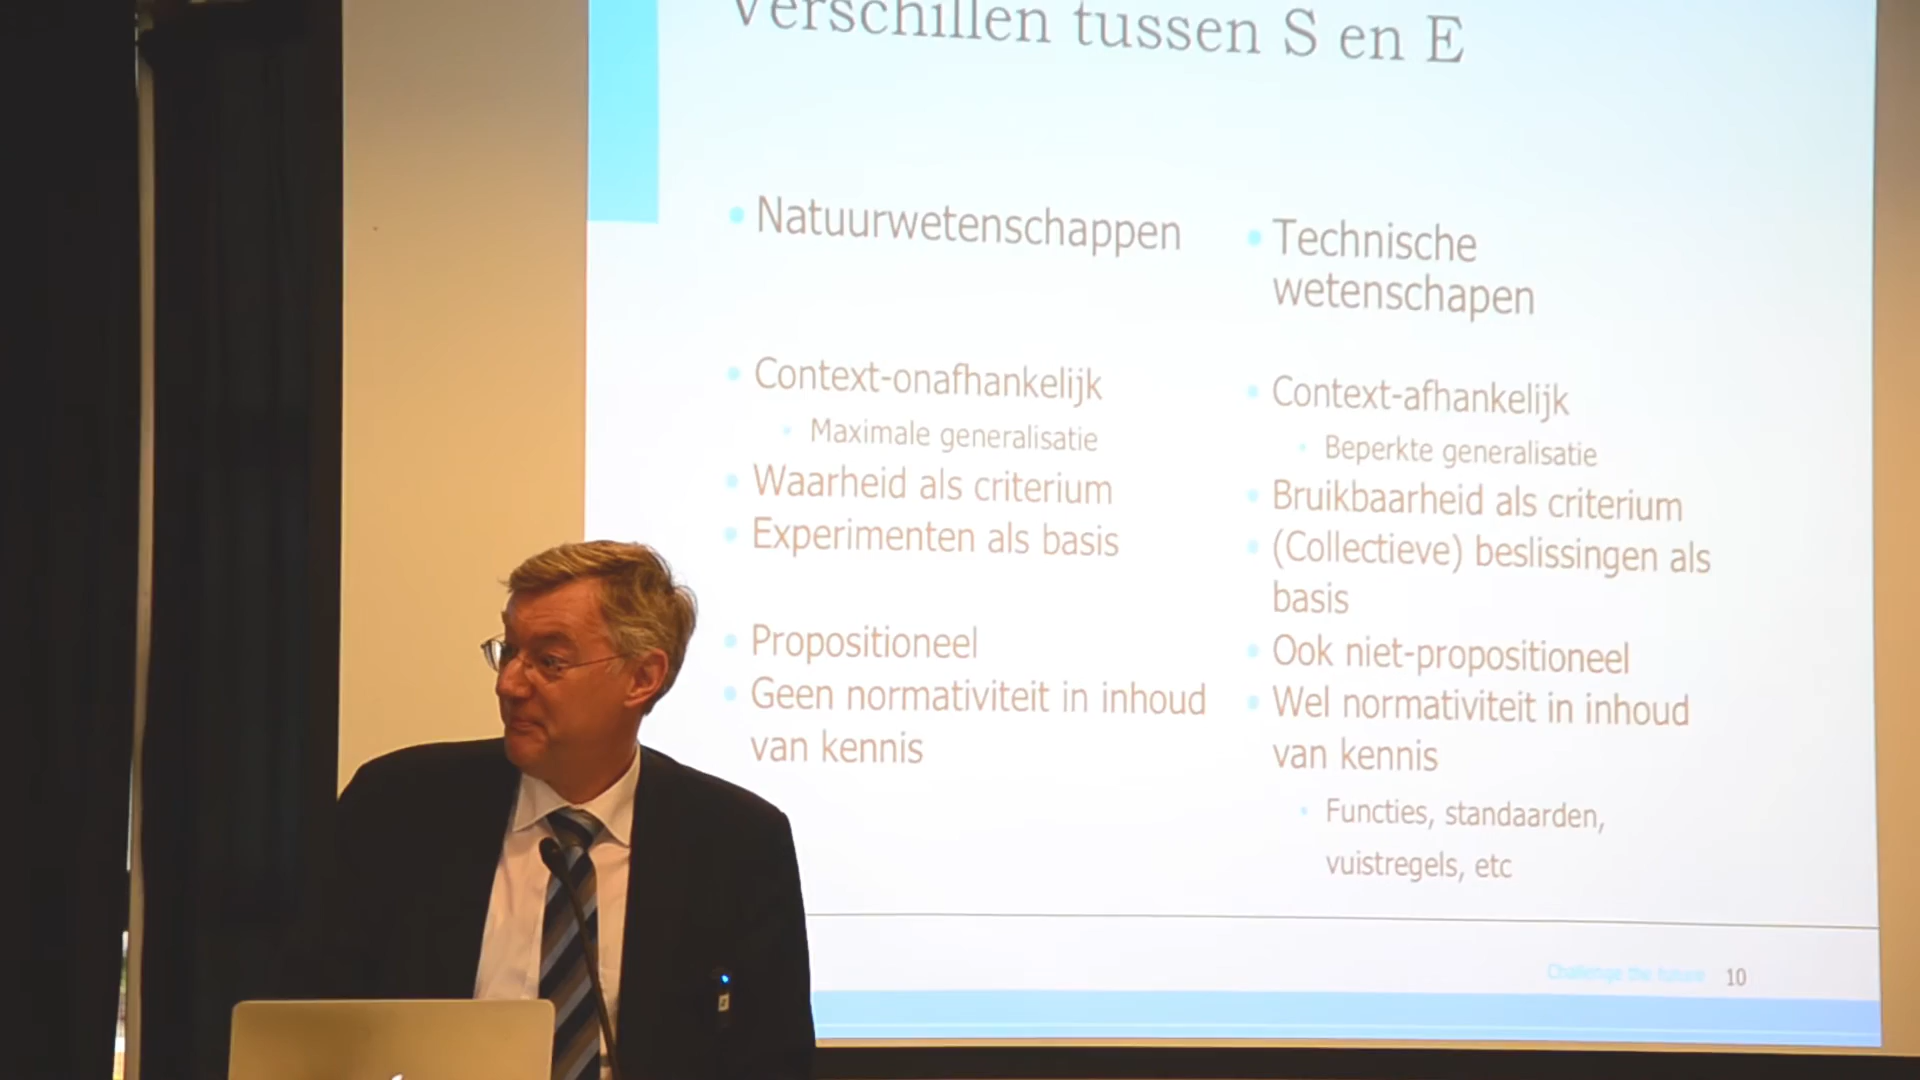 Verschillen tussen S en E
Natuurwetenschappen
Context-onafhankelijk
Maximale generalisatie
Waarheid als criterium
Experimenten als basis
Propositioneel
Geen normativiteit in inhoud
van kennis
Technische
wetenschapen
Context-afhankelijk
Beperkte generalisatie
Bruikbaarheid als criterium
(Collectieve) beslissingen als
basis
Ook niet-propositioneel
Wel normativiteit in inhoud
van kennis
Functies, standaarden,
vuistregels, etc
Challenge the future 10